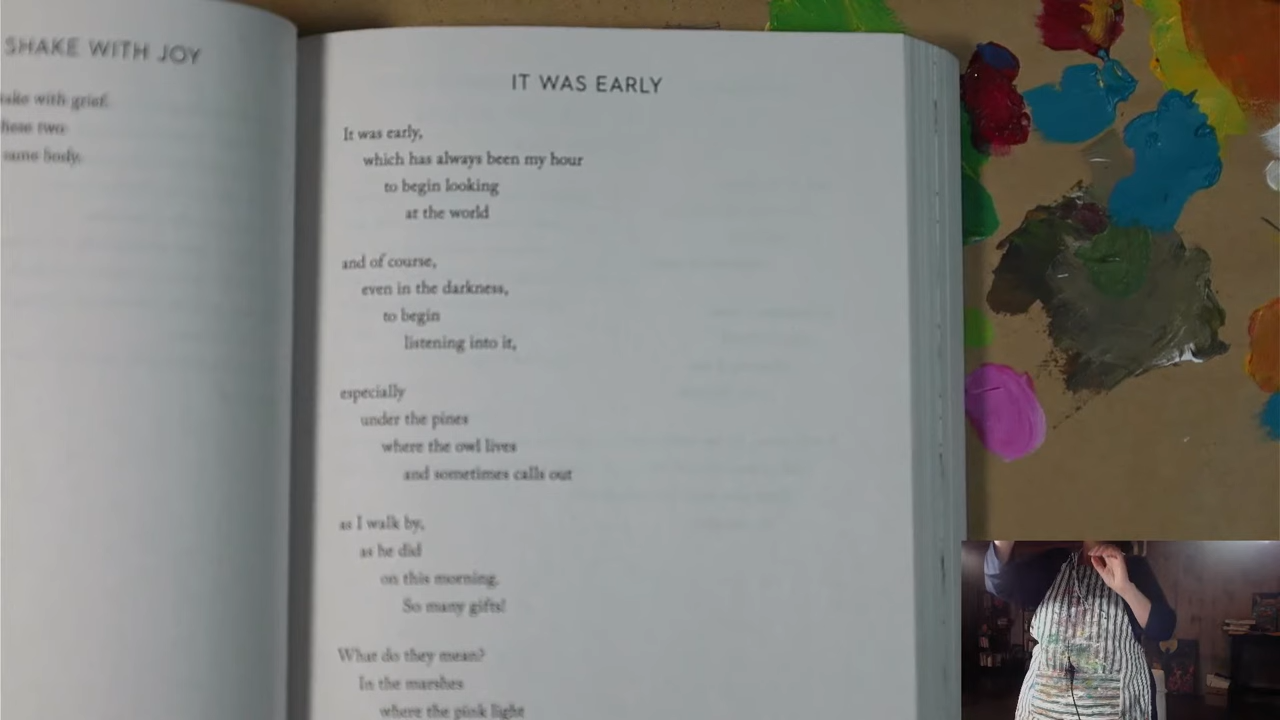 SHAKE WITH JOY
ake with grief.
hese two
same body.
IT WAS EARLY
It was early,
which has always been my hour
to begin looking
at the world
and of course,
even in the darkness,
to begin
listening into it,
especially
under the pines
where the owl lives
and sometimes calls out
as I walk by,
as he did
on this morning.
So many gifts!
What do they mean?
In the marshes
where the pink light